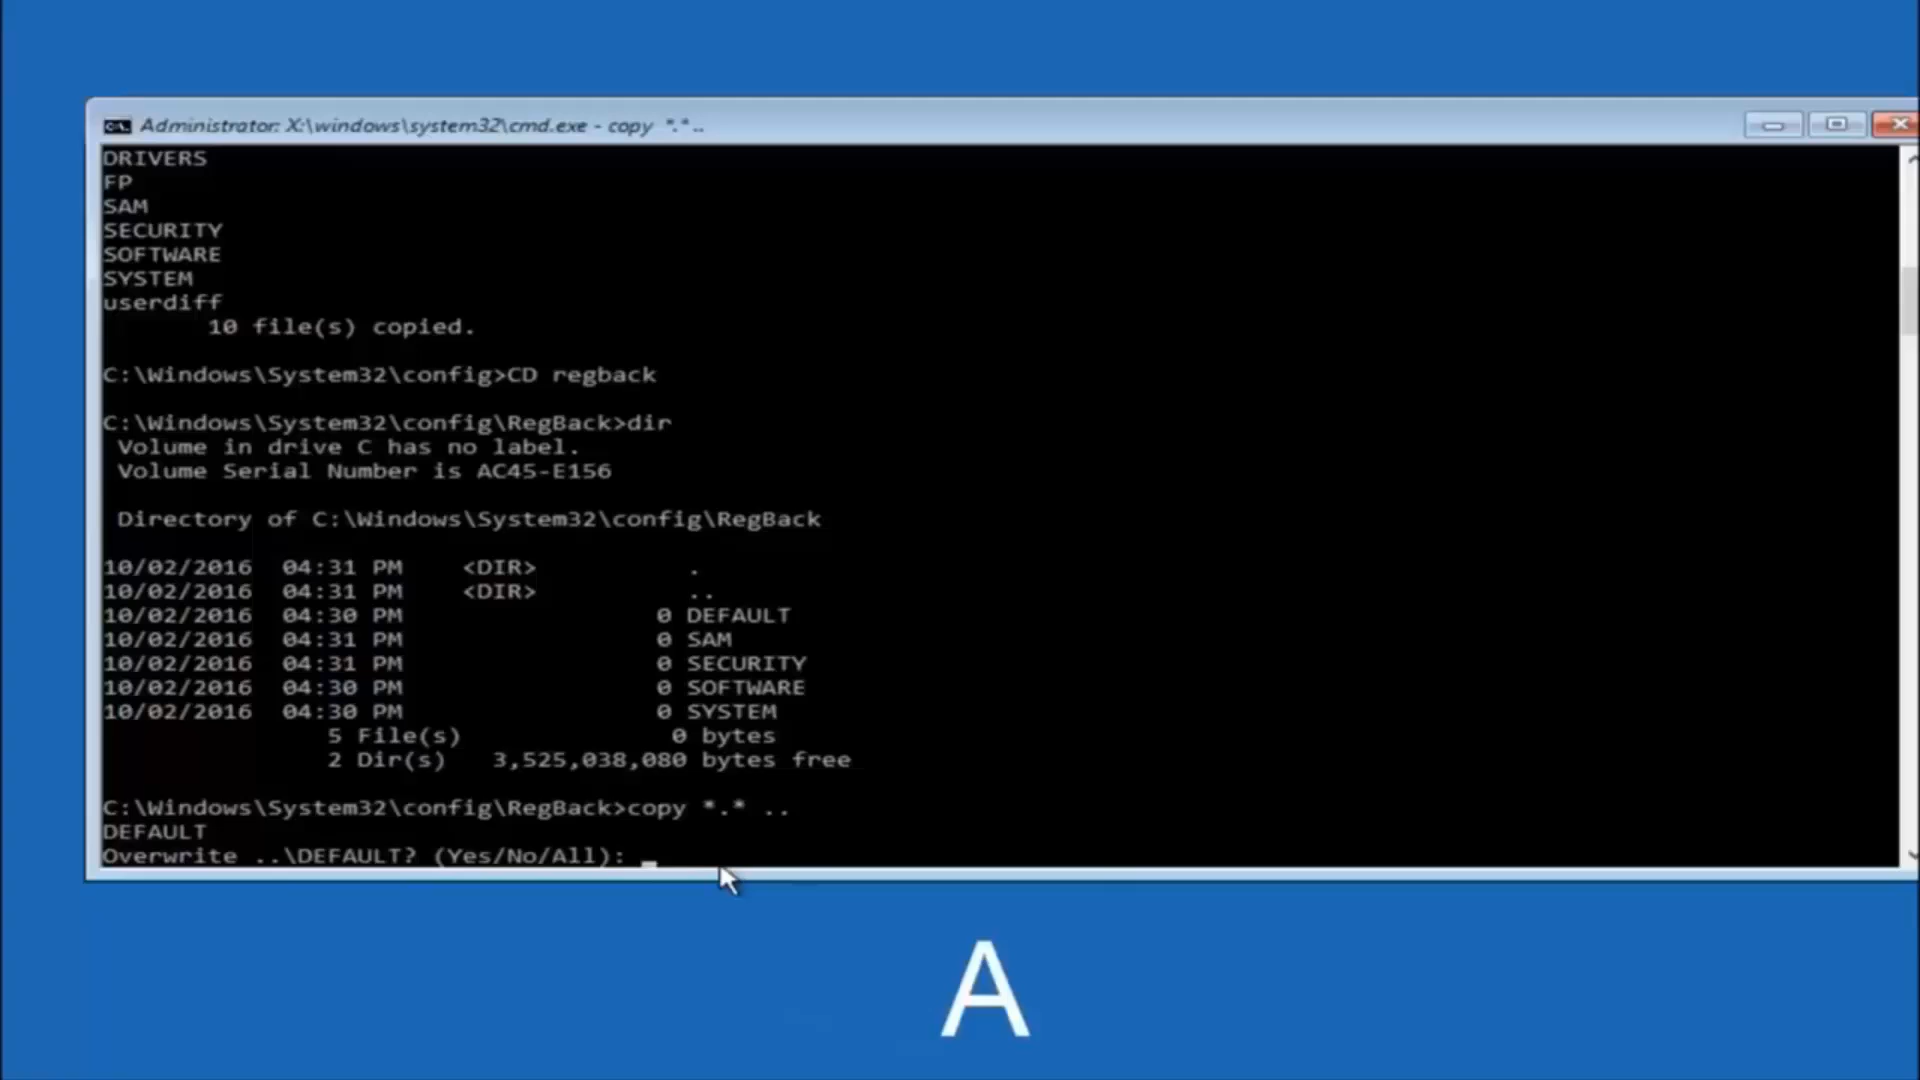 Administrator: X:\windows\system32\cmd.exe - copy  *.* ..
DRIVERS
FP
SAM
SECURITY
SOFTWARE
SYSTEM
userdiff
       10 file(s) copied.
C:\Windows\System32\config>CD regback
C:\Windows\System32\config\RegBack>dir
 Volume in drive C has no label.
 Volume Serial Number is AC45-E156
 Directory of C:\Windows\System32\config\RegBack
10/02/2016  04:31 PM    <DIR>          .
10/02/2016  04:31 PM    <DIR>          ..
10/02/2016  04:30 PM                 0 DEFAULT
10/02/2016  04:31 PM                 0 SAM
10/02/2016  04:31 PM                 0 SECURITY
10/02/2016  04:30 PM                 0 SOFTWARE
10/02/2016  04:30 PM                 0 SYSTEM
               5 File(s)              0 bytes
               2 Dir(s)   3,525,038,080 bytes free
C:\Windows\System32\config\RegBack>copy *.* ..
DEFAULT
Overwrite ..\DEFAULT? (Yes/No/All):
A